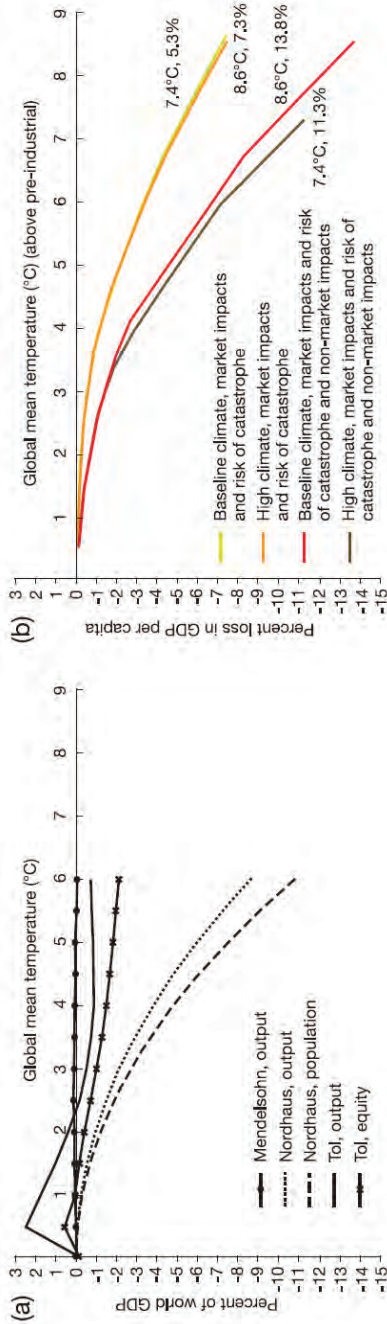 (a)
Global mean temperature (°C)
3
2
1
0
-1
-2
-3
-4
-5
-6
-7
-8
-9
-10
-11
-12
-13
-14
-15
1
2
3
4
5
6
7
8
9
Percent of world GDP
Mendelsohn, output
Nordhaus, output
Nordhaus, population
Tol, output
Tol, equity
(b)
Global mean temperature (°C) (above pre-industrial)
3
2
1
0
-1
-2
-3
-4
-5
-6
-7
-8
-9
-10
-11
-12
-13
-14
-15
1
2
3
4
5
6
7
8
9
Percent loss in GDP per capita
7.4°C, 5.3%
8.6°C, 7.3%
8.6°C, 13.8%
7.4°C, 11.3%
Baseline climate, market impacts
and risk of catastrophe
High climate, market impacts
and risk of catastrophe
Baseline climate, market impacts and risk
of catastrophe and non-market impacts
High climate, market impacts and risk of
catastrophe and non-market impacts